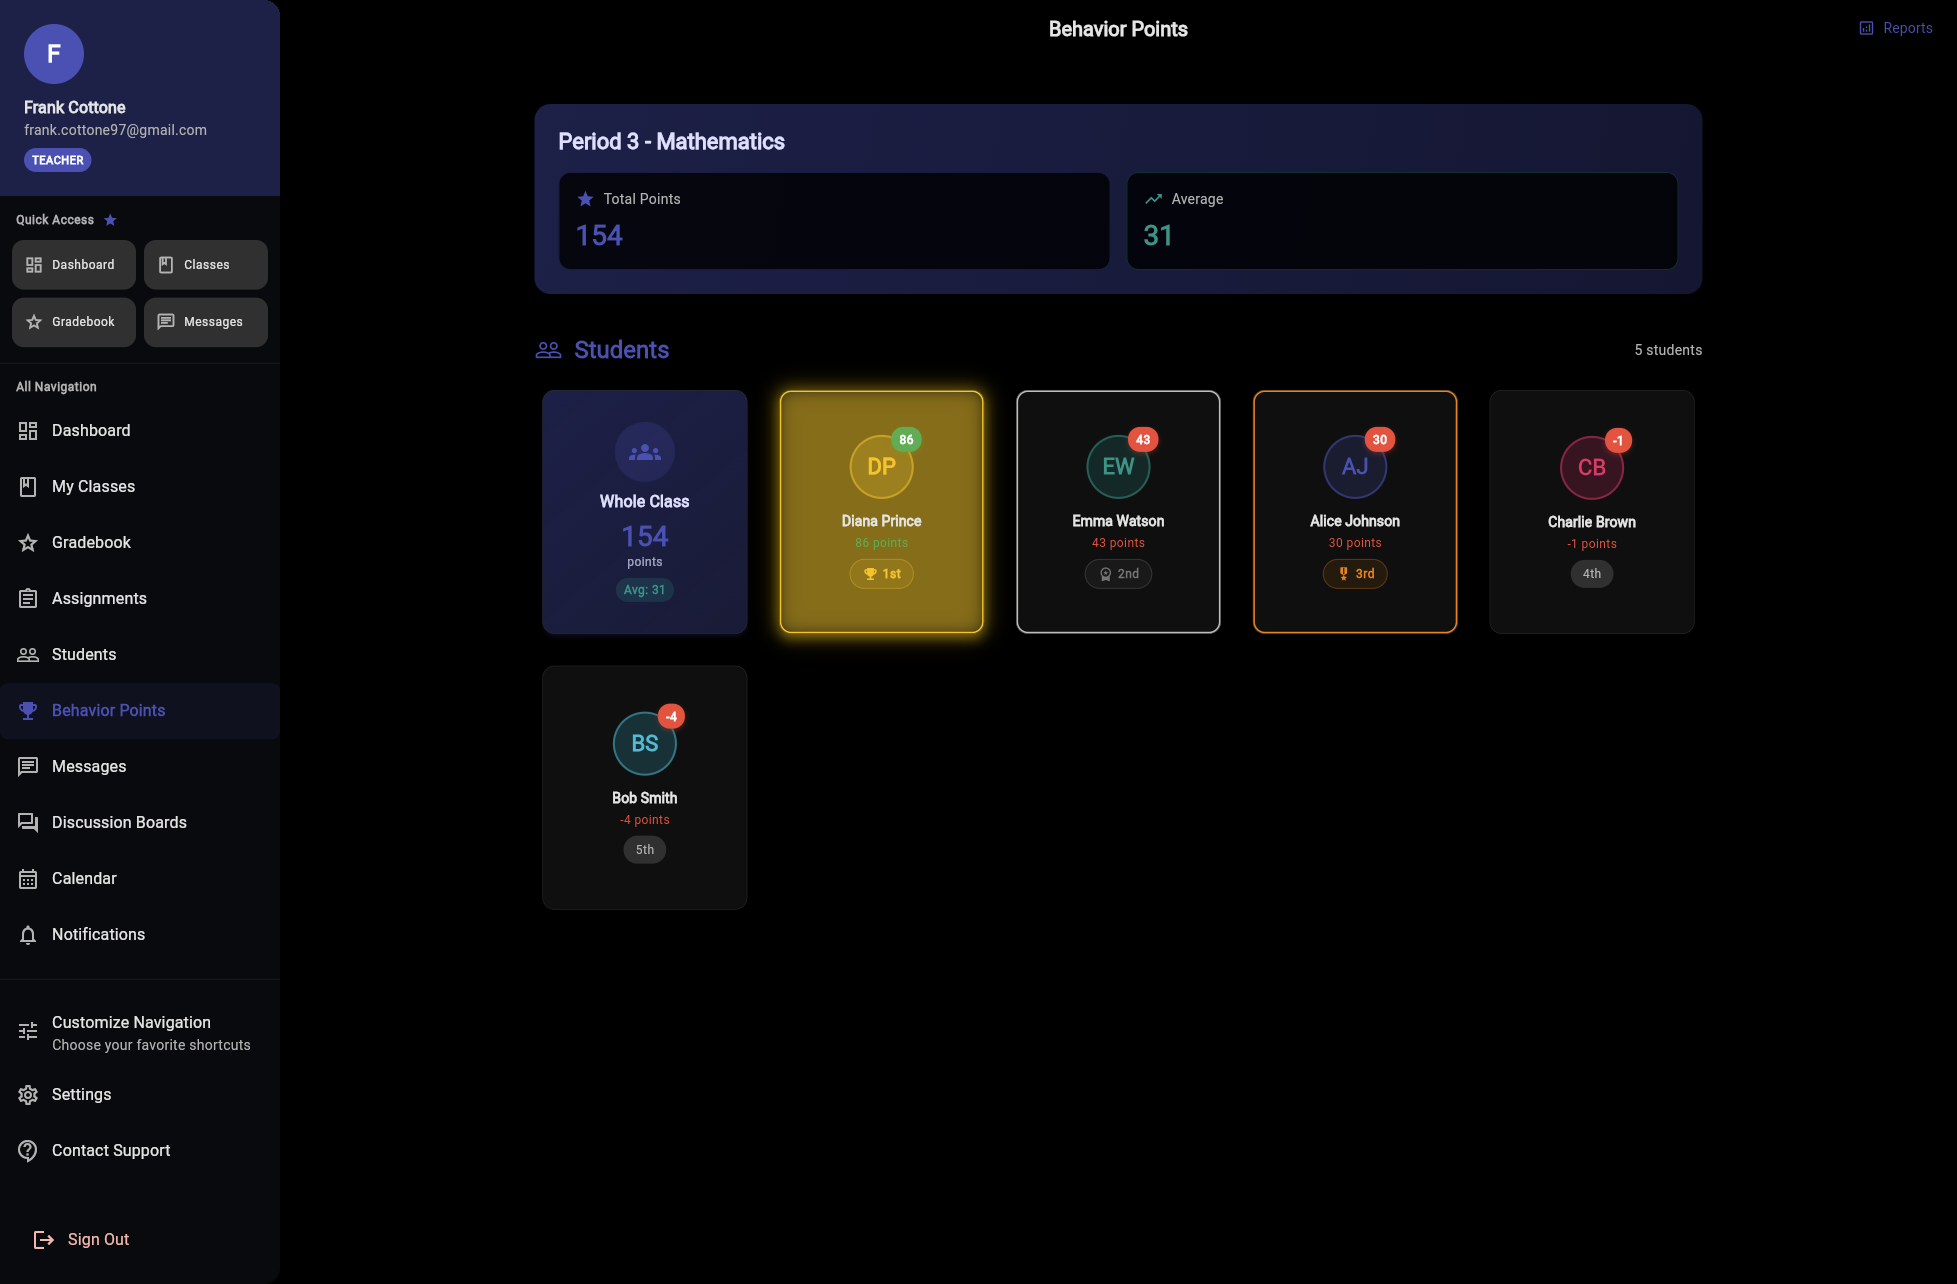 F
Frank Cottone
frank.cottone97@gmail.com
TEACHER
Quick Access
Dashboard
Classes
Gradebook
Messages
All Navigation
Dashboard
My Classes
Gradebook
Assignments
Students
Behavior Points
Messages
Discussion Boards
Calendar
Notifications
Customize Navigation
Choose your favorite shortcuts
Settings
Contact Support
Sign Out
Behavior Points
Reports
Period 3 - Mathematics
Total Points
154
Average
31
Students
5 students
Whole Class
154
points
Avg: 31
86
DP
Diana Prince
86 points
1st
43
EW
Emma Watson
43 points
2nd
30
AJ
Alice Johnson
30 points
3rd
-1
CB
Charlie Brown
-1 points
4th
-4
BS
Bob Smith
-4 points
5th